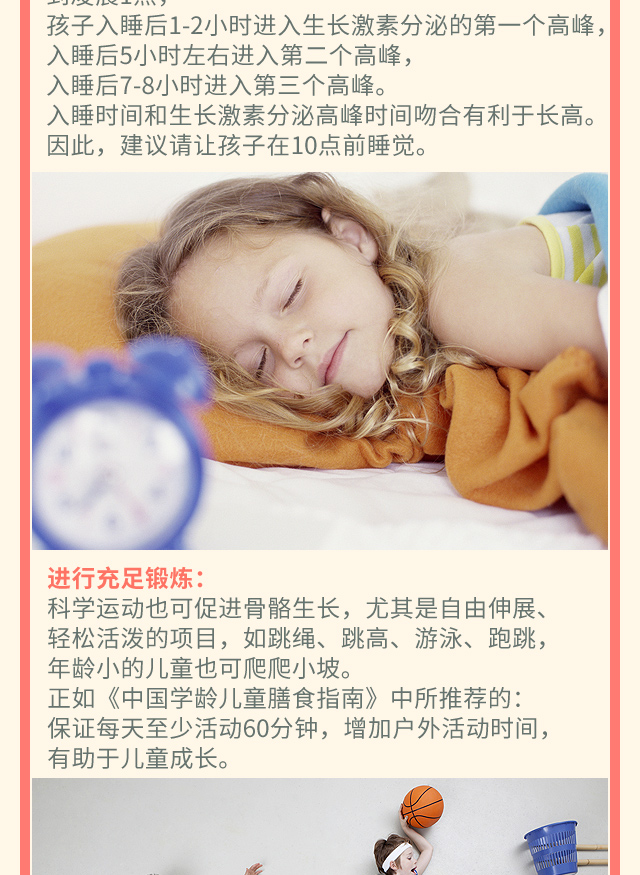 到凌晨1点，
孩子入睡后1-2小时进入生长激素分泌的第一个高峰，
入睡后5小时左右进入第二个高峰，
入睡后7-8小时进入第三个高峰。
入睡时间和生长激素分泌高峰时间吻合有利于长高。
因此，建议请让孩子在10点前睡觉。
进行充足锻炼：
科学运动也可促进骨骼生长，尤其是自由伸展、
轻松活泼的项目，如跳绳、跳高、游泳、跑跳，
年龄小的儿童也可爬爬小坡。
正如《中国学龄儿童膳食指南》中所推荐的：
保证每天至少活动60分钟，增加户外活动时间，
有助于儿童成长。